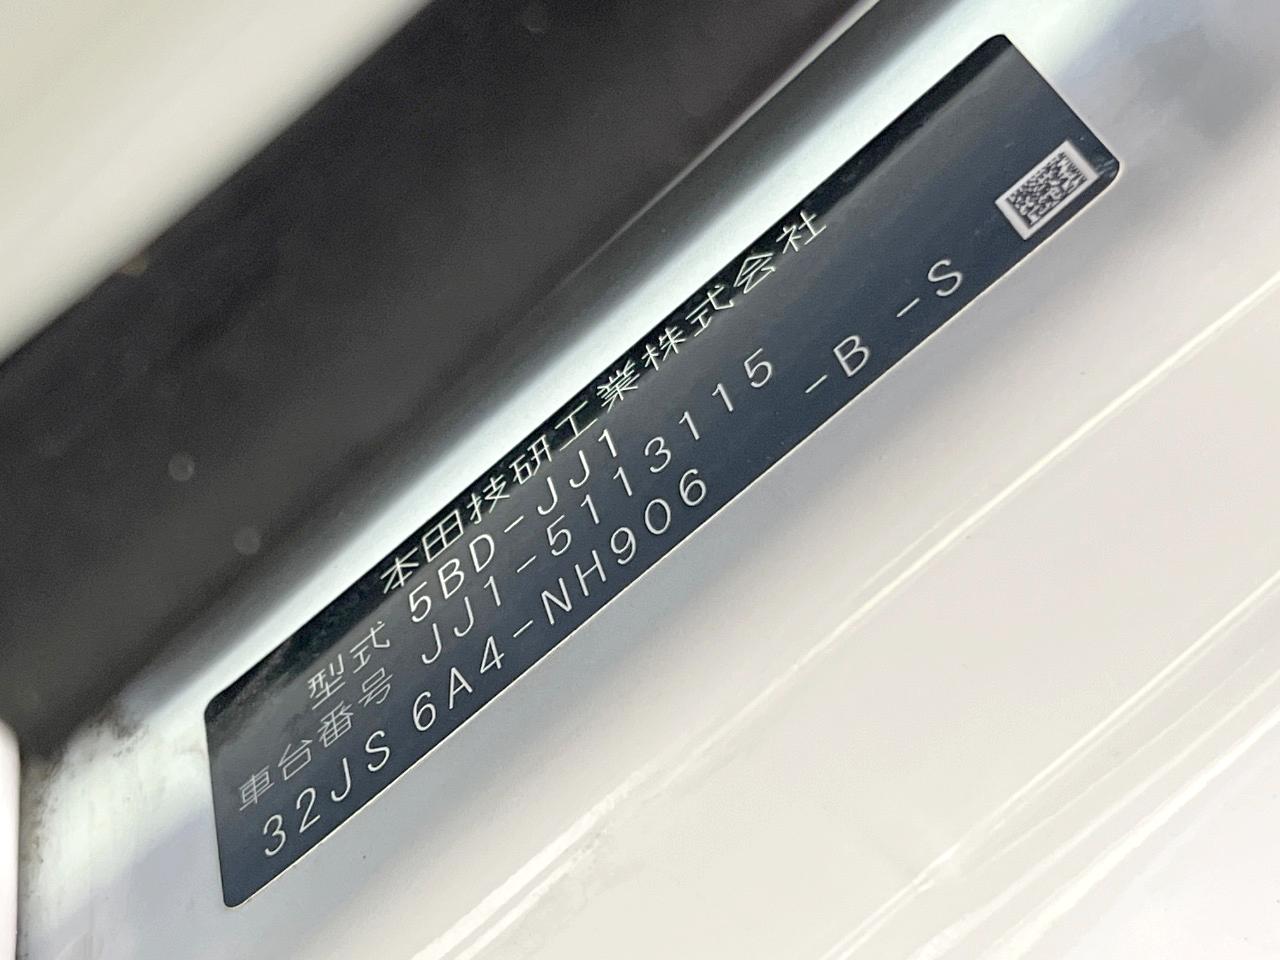 本田技研工業株式会社
型式 5BD-JJ1
車台番号 JJ1-5113115
32JS 6A4-NH906 -B -S